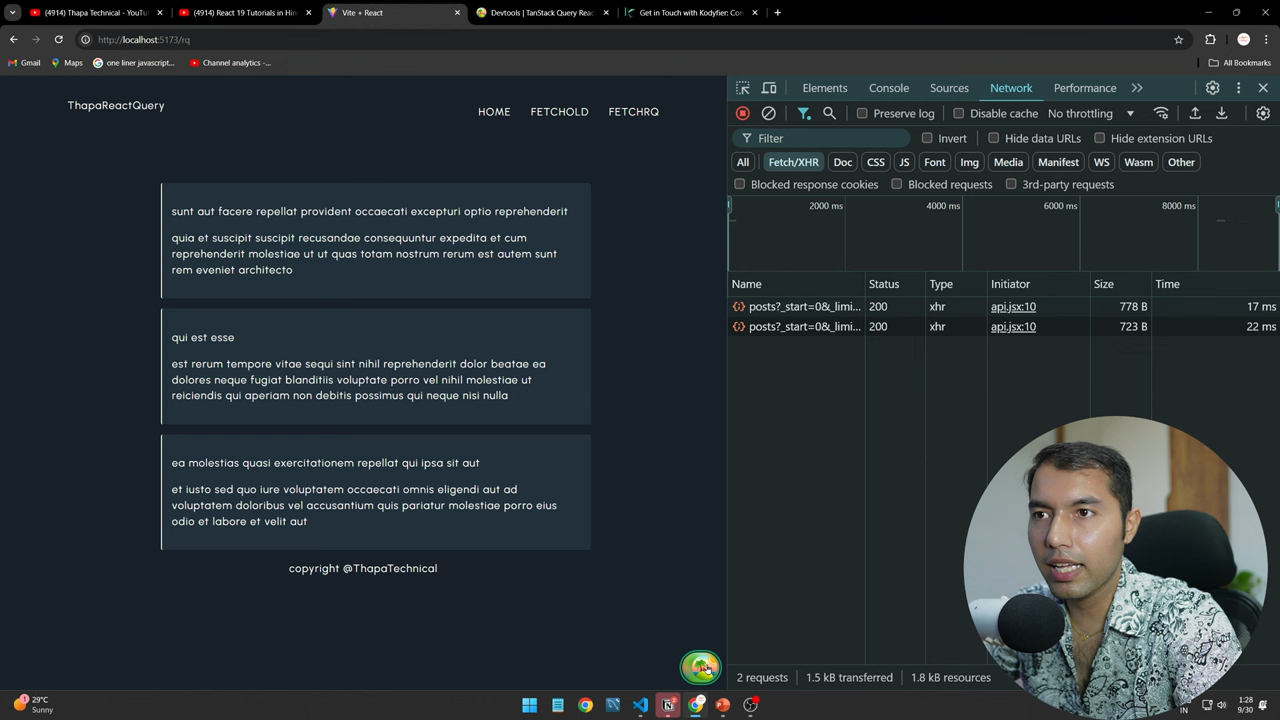 (4914) Thapa Technical - YouTu
(4914) React 19 Tutorials in Hin
Vite + React
Devtools | TanStack Query Reac
Get in Touch with Kodyfier: Con
http://localhost:5173/rq
Gmail
Maps
one liner javascript...
Channel analytics -...
All Bookmarks
ThapaReactQuery
HOME
FETCHOLD
FETCHRQ
sunt aut facere repellat provident occaecati excepturi optio reprehenderit
quia et suscipit suscipit recusandae consequuntur expedita et cum
reprehenderit molestiae ut ut quas totam nostrum rerum est autem sunt
rem eveniet architecto
qui est esse
est rerum tempore vitae sequi sint nihil reprehenderit dolor beatae ea
dolores neque fugiat blanditiis voluptate porro vel nihil molestiae ut
reiciendis qui aperiam non debitis possimus qui neque nisi nulla
ea molestias quasi exercitationem repellat qui ipsa sit aut
et iusto sed quo iure voluptatem occaecati omnis eligendi aut ad
voluptatem doloribus vel accusantium quis pariatur molestiae porro eius
odio et labore et velit aut
copyright @ThapaTechnical
Elements
Console
Sources
Network
Performance
Preserve log
Disable cache
No throttling
Filter
Invert
Hide data URLs
Hide extension URLs
All
Fetch/XHR
Doc
CSS
JS
Font
Img
Media
Manifest
WS
Wasm
Other
Blocked response cookies
Blocked requests
3rd-party requests
2000 ms
4000 ms
6000 ms
8000 ms
Name Status Type Initiator Size Time
posts?_start=0&_limi... 200 xhr api.jsx:10 778 B 17 ms
posts?_start=0&_limi... 200 xhr api.jsx:10 723 B 22 ms
2 requests
1.5 kB transferred
1.8 kB resources
29°C
Sunny
IN
1:28
9/30